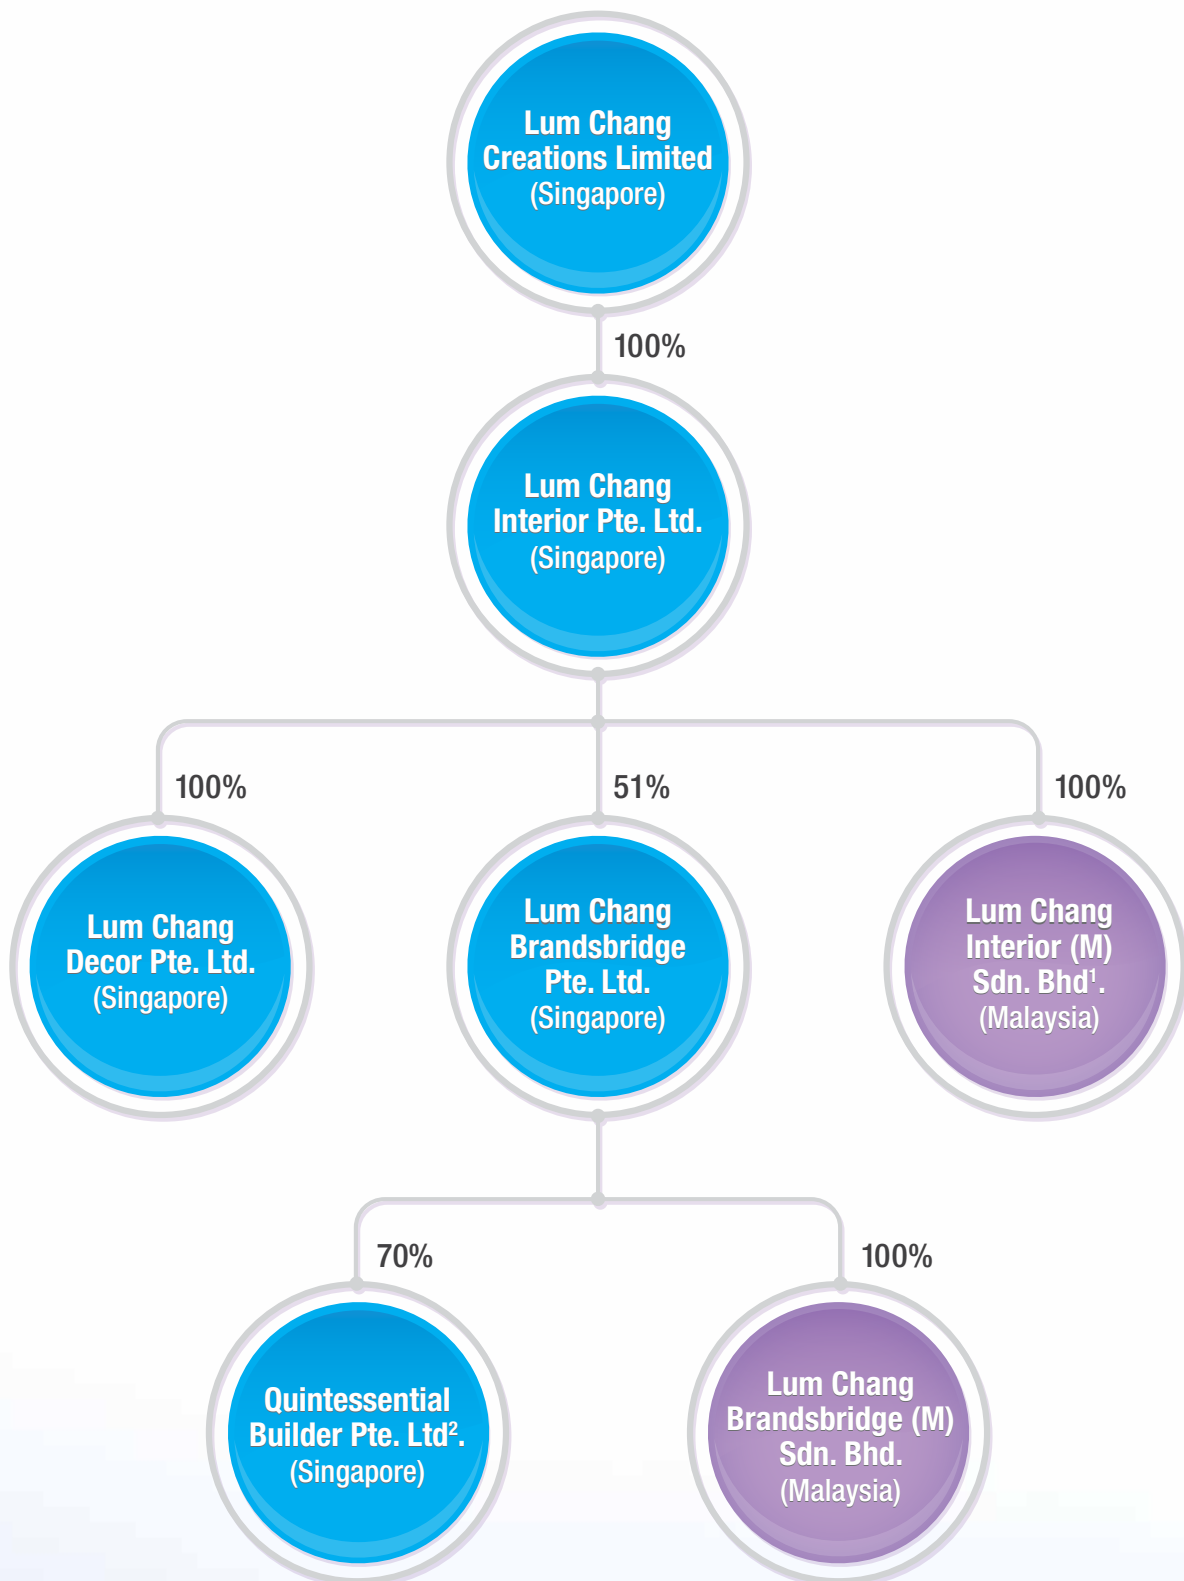 Lum Chang
Creations Limited
(Singapore)
100%
Lum Chang
Interior Pte. Ltd.
(Singapore)
100%
51%
100%
Lum Chang
Decor Pte. Ltd.
(Singapore)
Lum Chang
Brandsbridge
Pte. Ltd.
(Singapore)
Lum Chang
Interior (M)
Sdn. Bhd¹.
(Malaysia)
70%
100%
Quintessential
Builder Pte. Ltd².
(Singapore)
Lum Chang
Brandsbridge (M)
Sdn. Bhd.
(Malaysia)